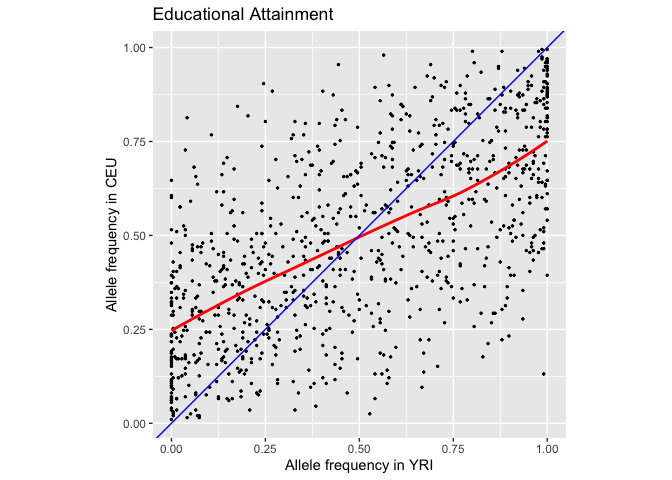 Educational Attainment
1.00
0.75
0.50
0.25
0.00
Allele frequency in CEU
0.00 0.25 0.50 0.75 1.00
Allele frequency in YRI